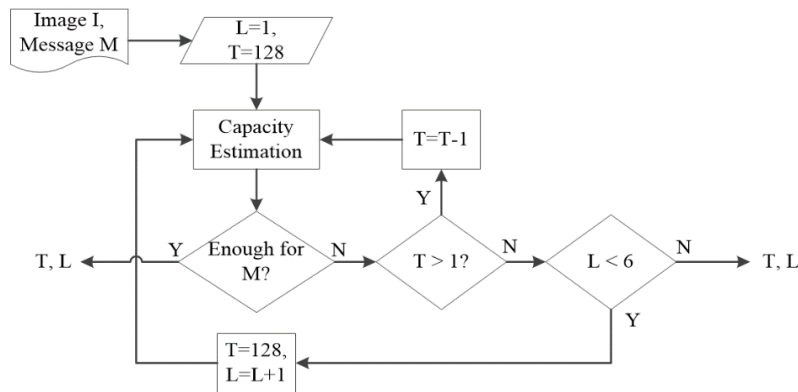 Image I,
Message M
L=1,
T=128
Capacity
Estimation
T=T-1
Y
Y
Enough for
M?
N
T > 1?
N
L < 6
N
T, L
T, L
Y
T=128,
L=L+1